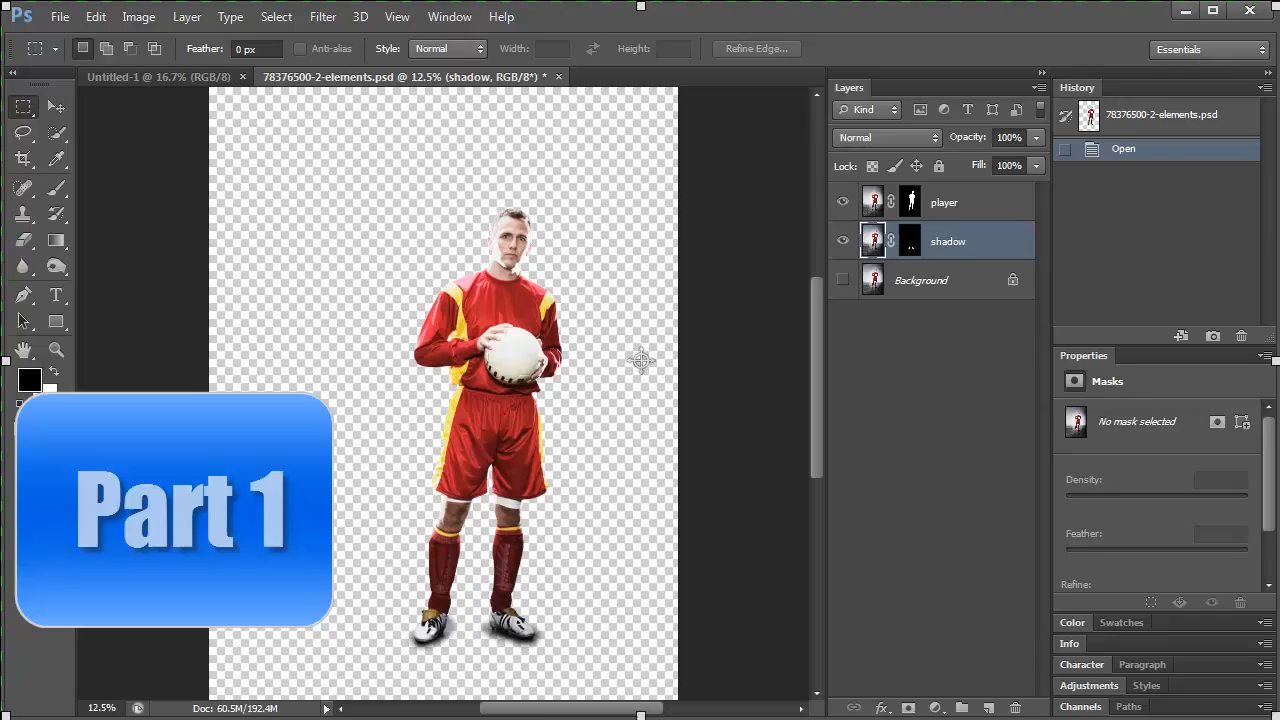 Ps File Edit Image Layer Type Select Filter 3D View Window Help
Feather: 0 px Anti-alias Style: Normal Width: Height: Refine Edge... Essentials
Untitled-1 @ 16.7% (RGB/8) × 78376500-2-elements.psd @ 12.5% (shadow, RGB/8*) * ×
Layers
Kind
Normal Opacity: 100%
Lock: Fill: 100%
player
shadow
Background
History
78376500-2-elements.psd
Open
Properties
Masks
No mask selected
Density:
Feather:
Refine:
Color Swatches
Info
Character Paragraph
Adjustments Styles
Channels Paths
Part 1
12.5% Doc: 60.5M/192.4M